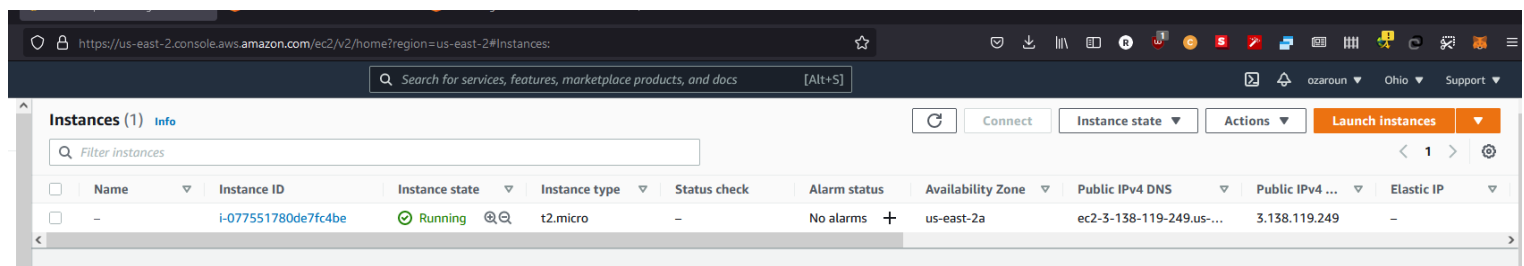 https://us-east-2.console.aws.amazon.com/ec2/v2/home?region=us-east-2#Instances:
1
Search for services, features, marketplace products, and docs [Alt+S]
ozaroun ▼ Ohio ▼ Support ▼
Instances (1) Info
Connect Instance state ▼ Actions ▼ Launch instances ▼
Filter instances
< 1 >
Name Instance ID Instance state Instance type Status check Alarm status Availability Zone Public IPv4 DNS Public IPv4 ... Elastic IP
– i-077551780de7fc4be Running t2.micro – No alarms + us-east-2a ec2-3-138-119-249.us-... 3.138.119.249 –